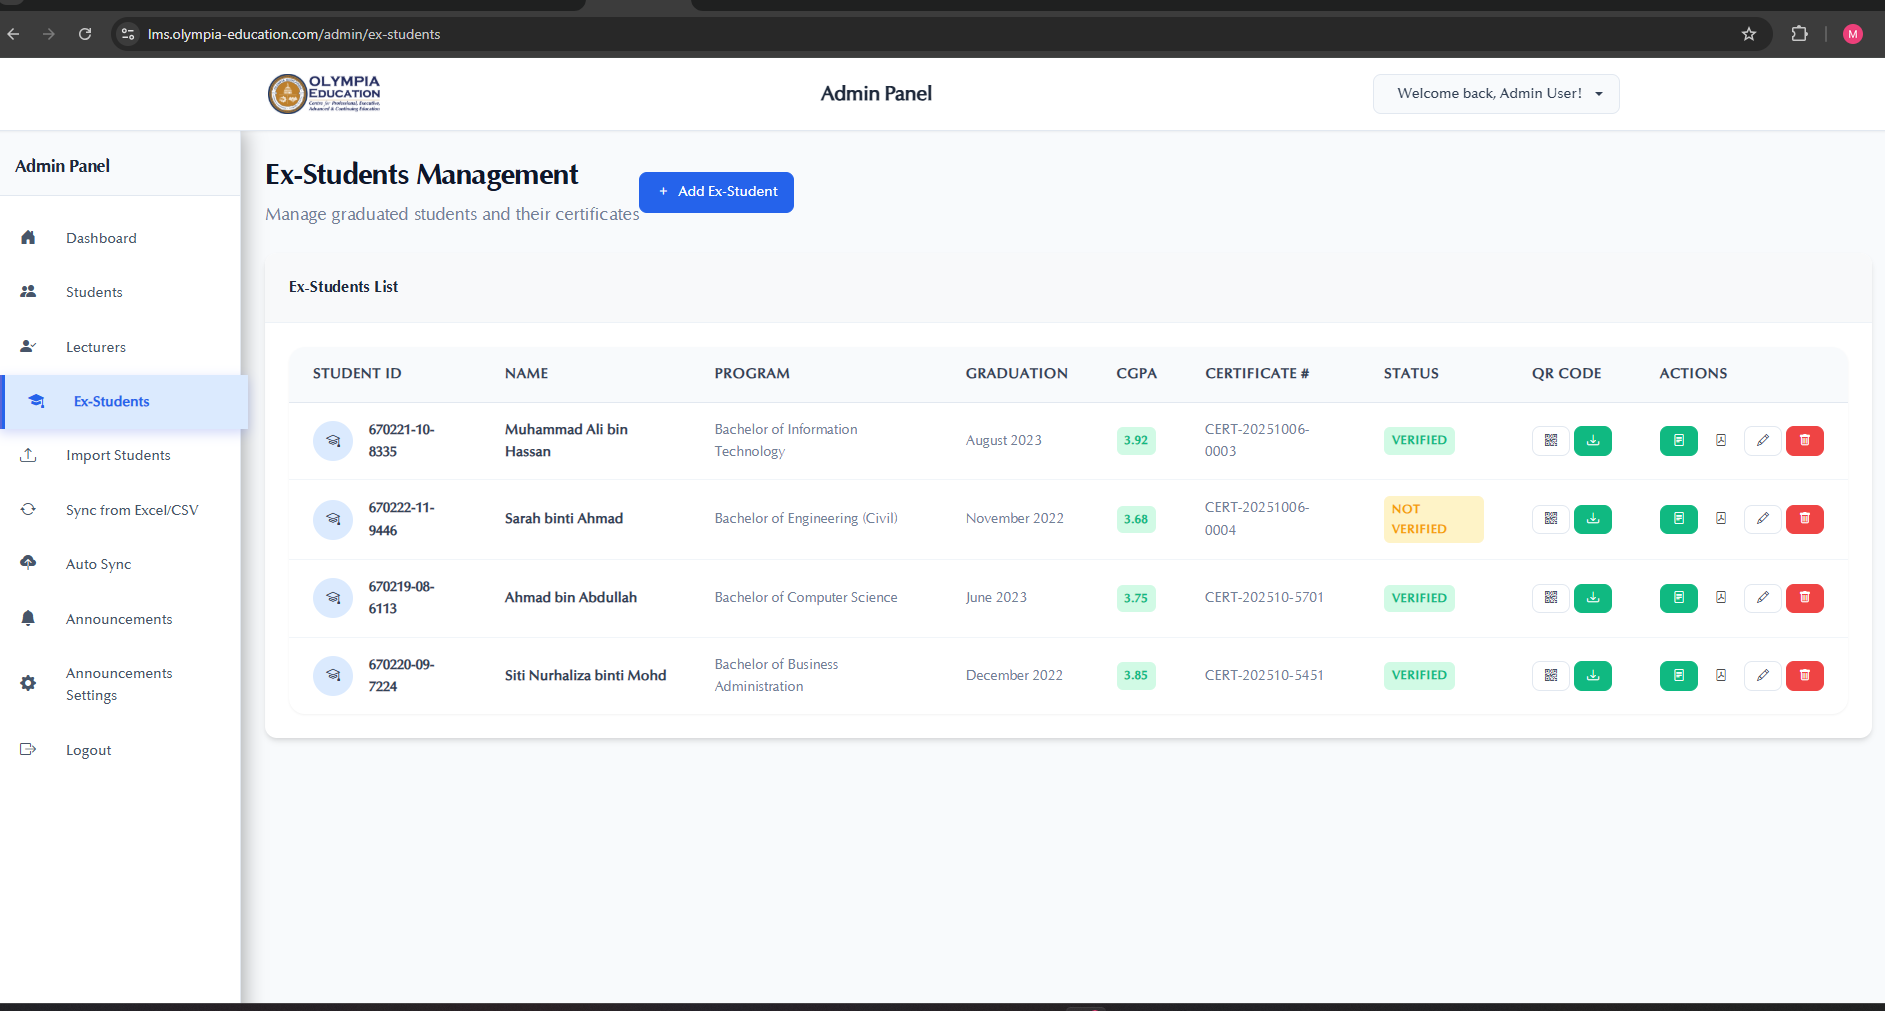 lms.olympia-education.com/admin/ex-students
M
OLYMPIA
EDUCATION
Centre for Professional, Executive,
Advanced & Continuing Education
Admin Panel
Welcome back, Admin User!
Admin Panel
Dashboard
Students
Lecturers
Ex-Students
Import Students
Sync from Excel/CSV
Auto Sync
Announcements
Announcements
Settings
Logout
Ex-Students Management
Manage graduated students and their certificates
+ Add Ex-Student
Ex-Students List
STUDENT ID NAME PROGRAM GRADUATION CGPA CERTIFICATE # STATUS QR CODE ACTIONS
670221-10-
8335
Muhammad Ali bin
Hassan
Bachelor of Information
Technology
August 2023
3.92
CERT-20251006-
0003
VERIFIED
670222-11-
9446
Sarah binti Ahmad
Bachelor of Engineering (Civil)
November 2022
3.68
CERT-20251006-
0004
NOT
VERIFIED
670219-08-
6113
Ahmad bin Abdullah
Bachelor of Computer Science
June 2023
3.75
CERT-202510-5701
VERIFIED
670220-09-
7224
Siti Nurhaliza binti Mohd
Bachelor of Business
Administration
December 2022
3.85
CERT-202510-5451
VERIFIED